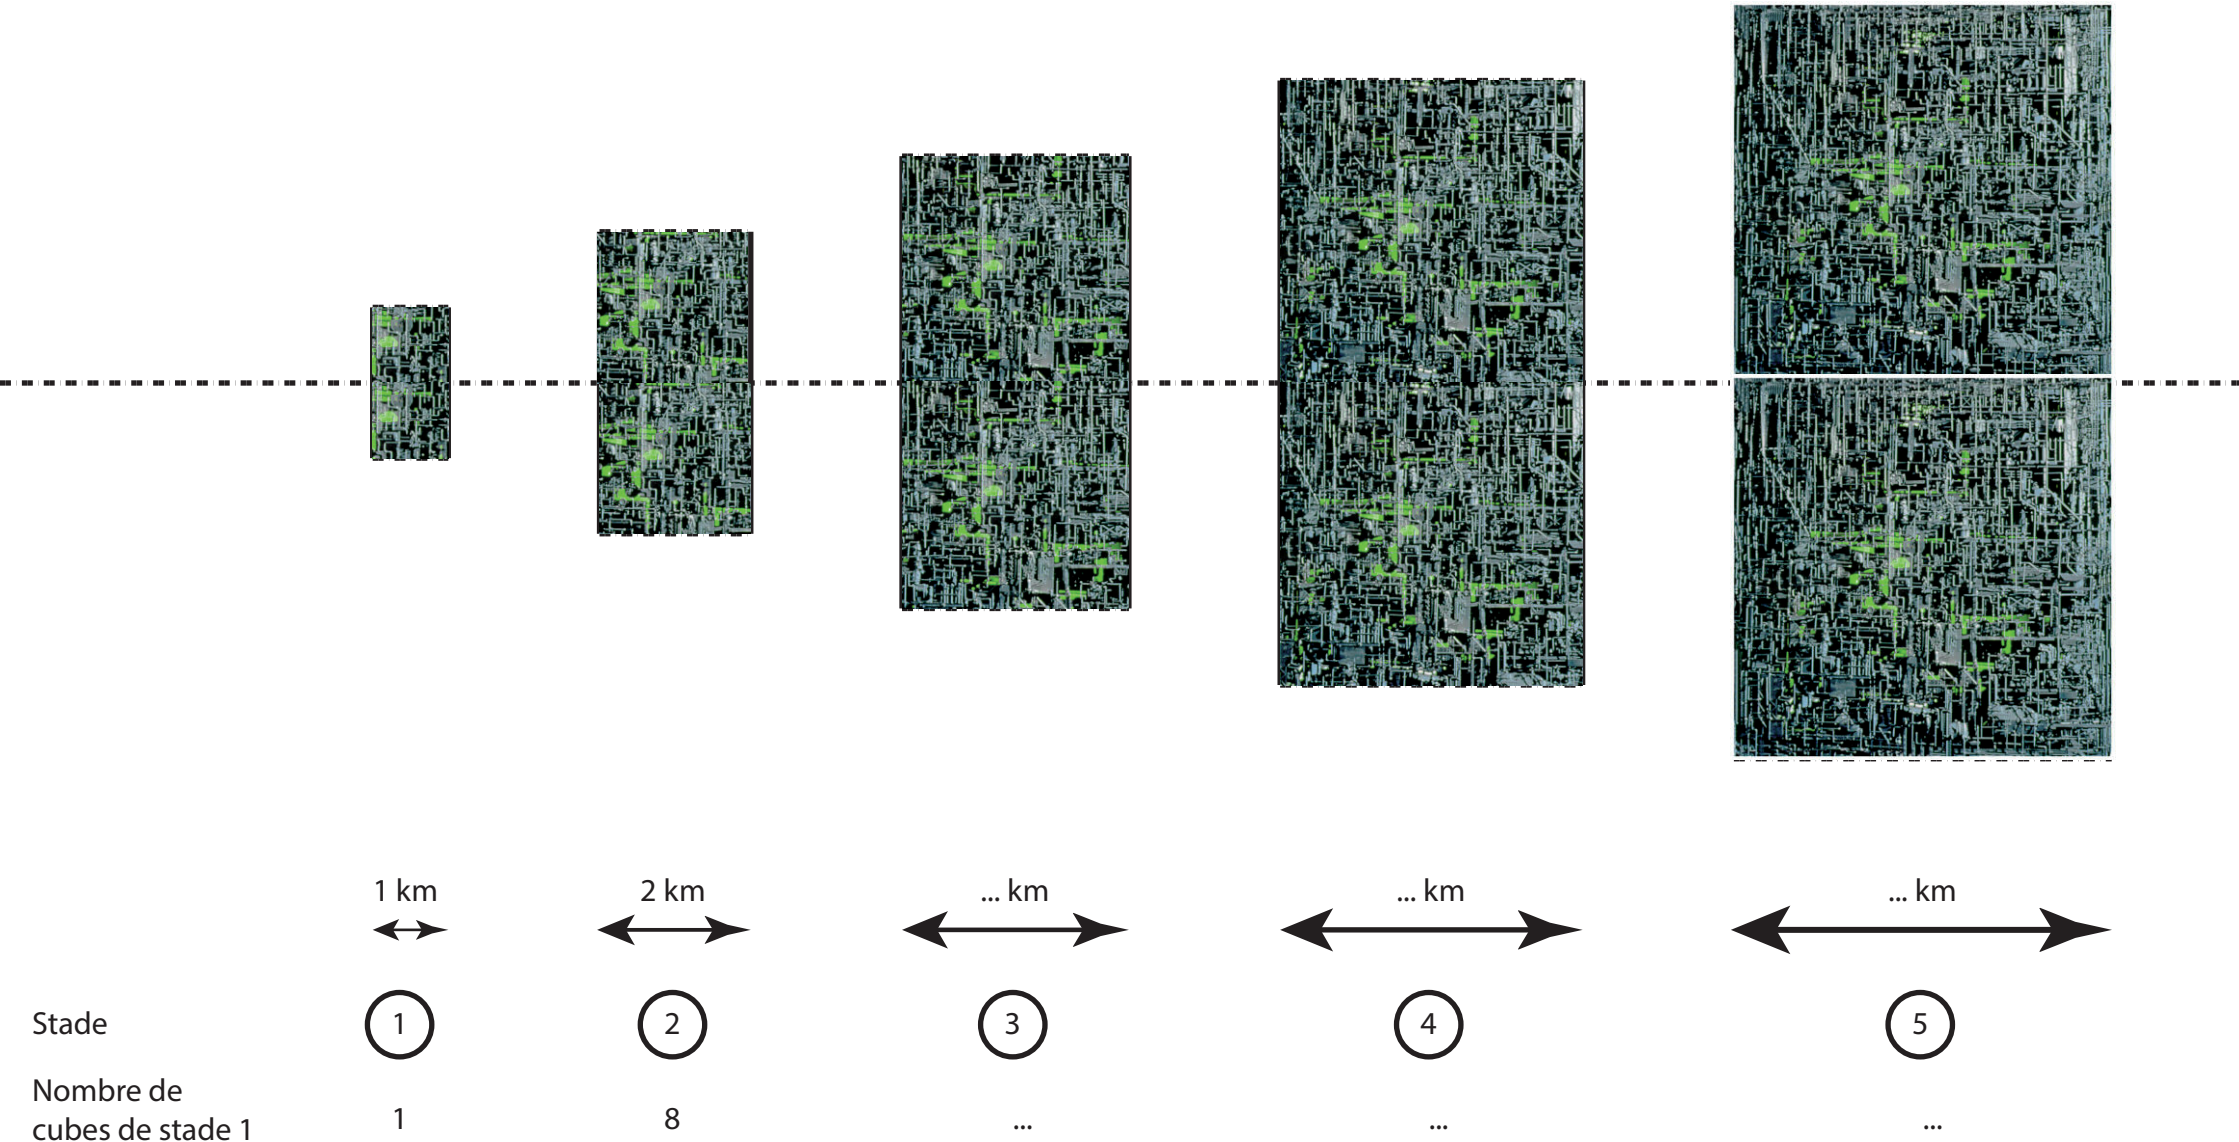 1 km 2 km ... km ... km ... km
Stade 1 2 3 4 5
Nombre de
cubes de stade 1 1 8 ... ... ...